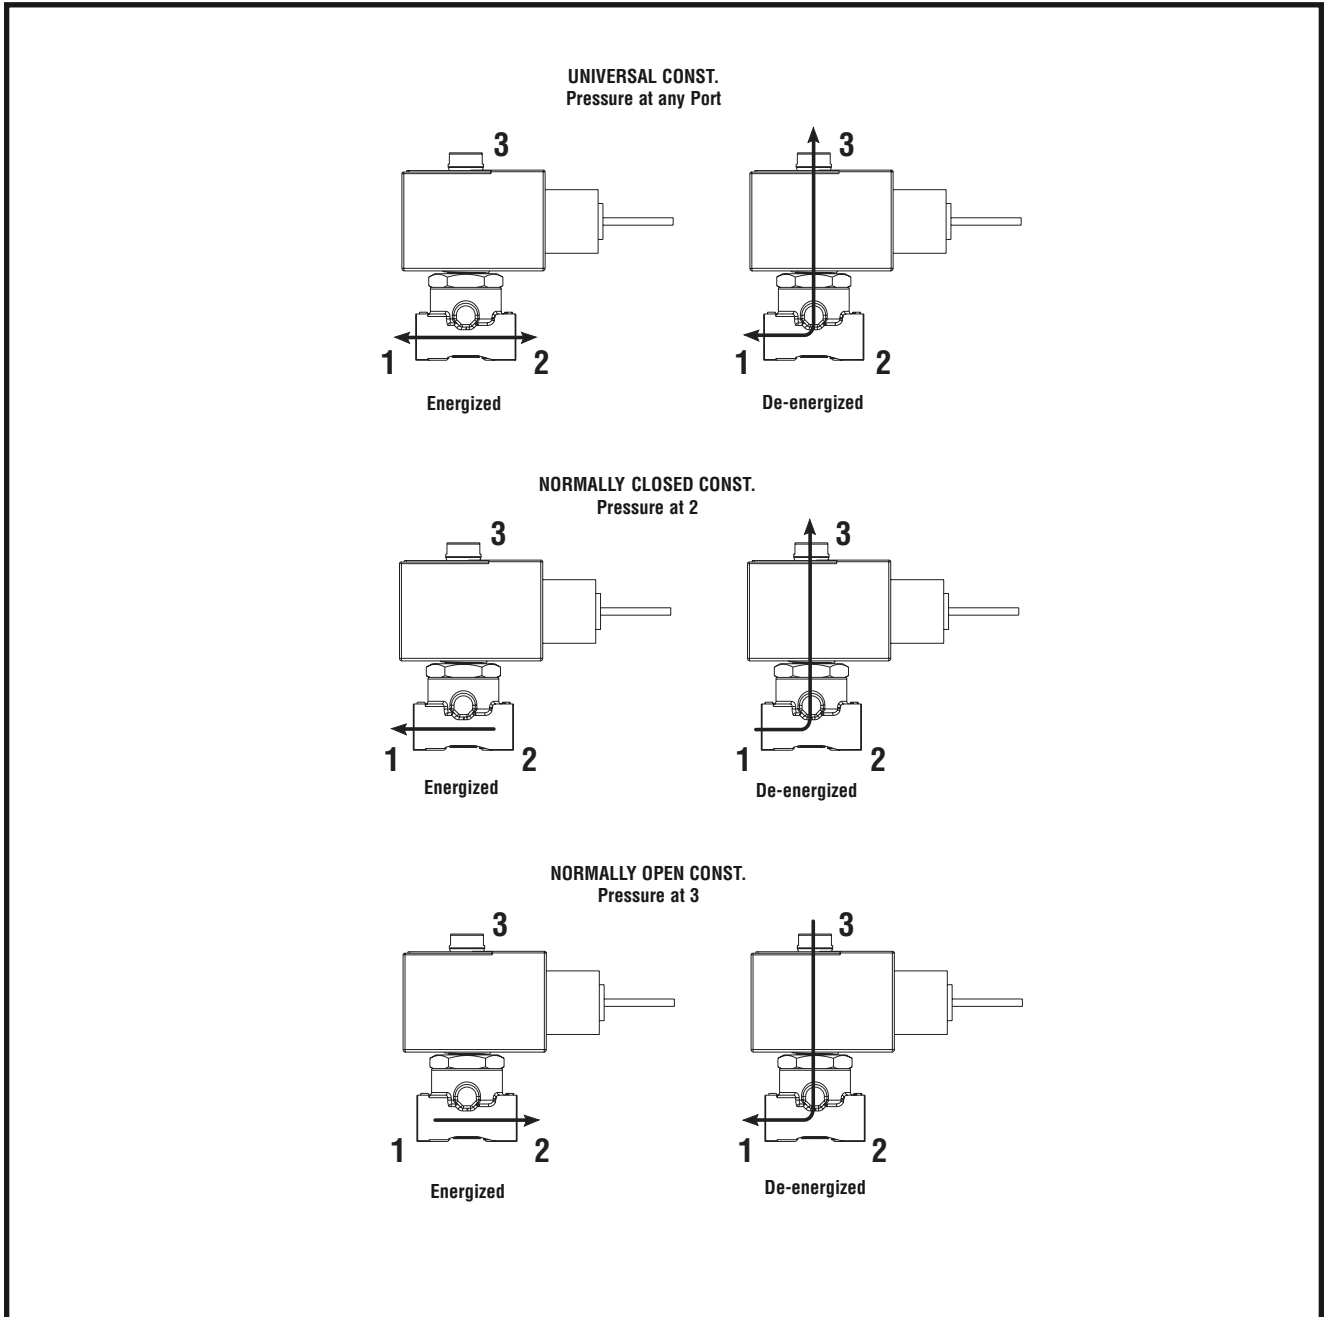 UNIVERSAL CONST.
Pressure at any Port
3
3
1
2
1
2
Energized
De-energized
NORMALLY CLOSED CONST.
Pressure at 2
3
3
1
2
1
2
Energized
De-energized
NORMALLY OPEN CONST.
Pressure at 3
3
3
1
2
1
2
Energized
De-energized